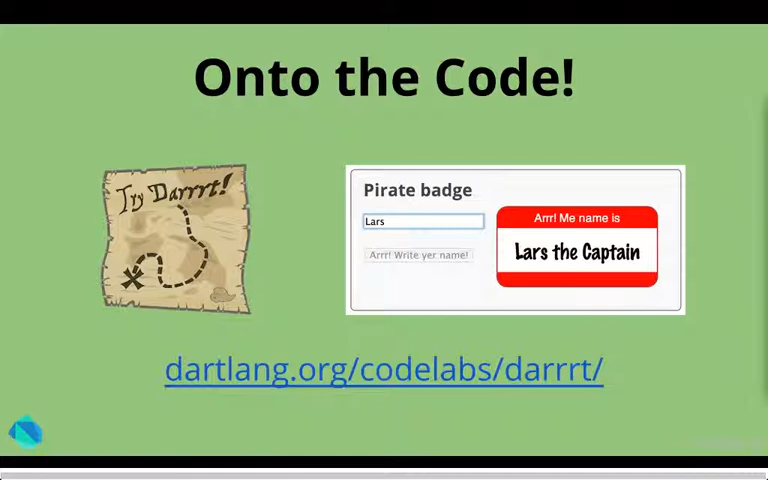 Onto the Code!
Try Darrrt!
Pirate badge
Lars
Arrr! Write yer name!
Arrr! Me name is
Lars the Captain
dartlang.org/codelabs/darrrt/